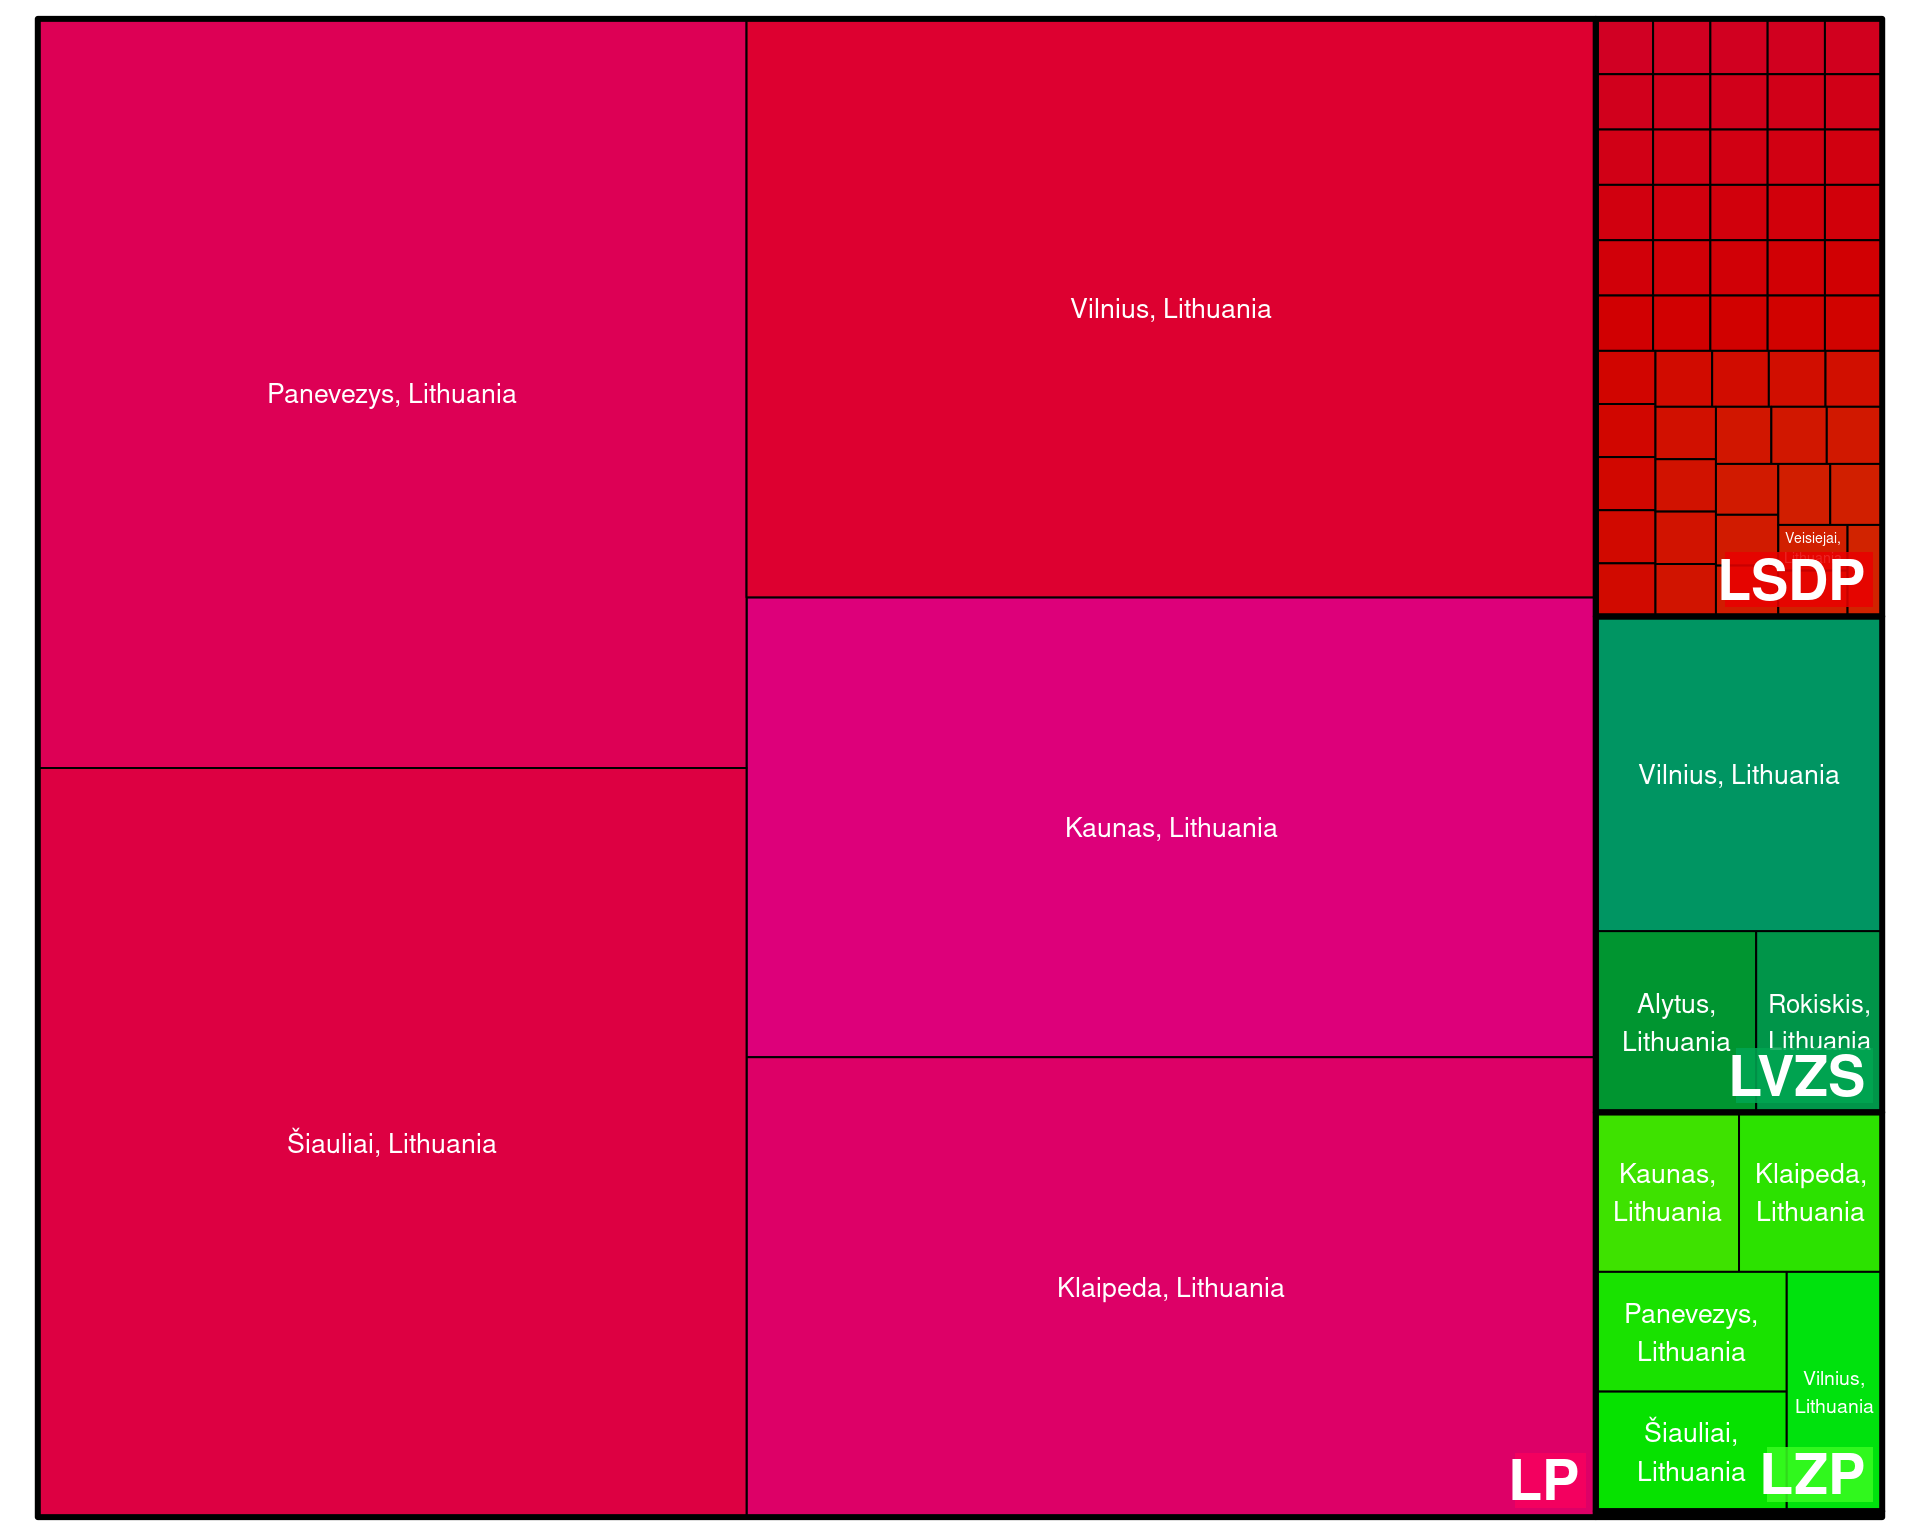 Panevezys, Lithuania
Šiauliai, Lithuania
Vilnius, Lithuania
Kaunas, Lithuania
Klaipeda, Lithuania
LP
Veisiejai,
Lithuania
LSDP
Vilnius, Lithuania
Alytus,
Lithuania
Rokiskis,
Lithuania
LVZS
Kaunas,
Lithuania
Klaipeda,
Lithuania
Panevezys,
Lithuania
Šiauliai,
Lithuania
Vilnius,
Lithuania
LZP